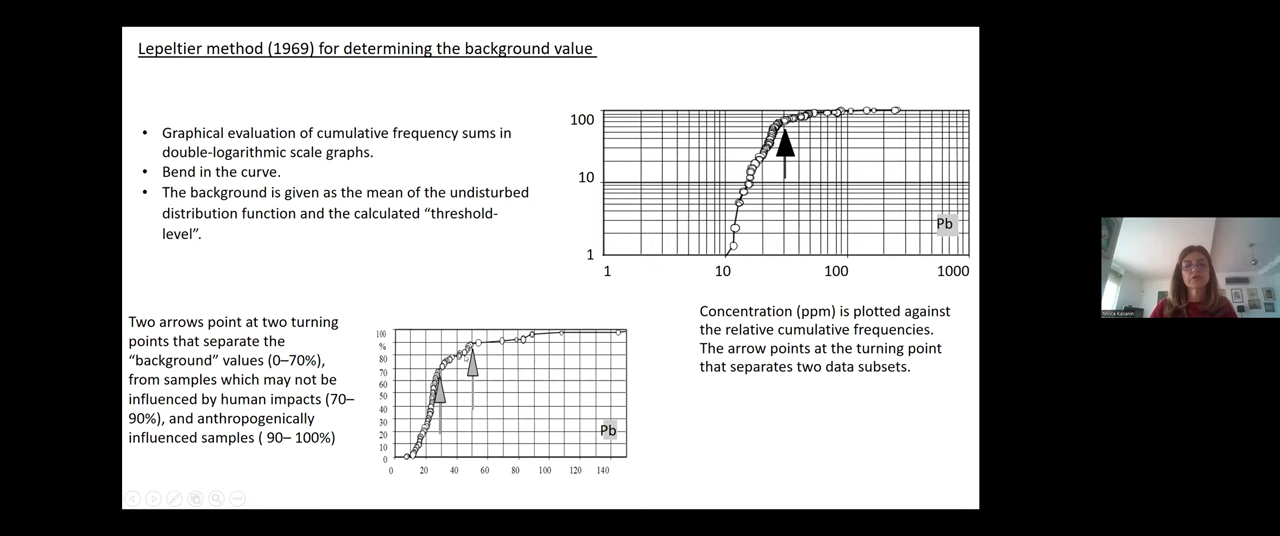 Lepeltier method (1969) for determining the background value
• Graphical evaluation of cumulative frequency sums in
double-logarithmic scale graphs.
• Bend in the curve.
• The background is given as the mean of the undisturbed
distribution function and the calculated “threshold-
level”.
100
10
1
1 10 100 1000
Pb
Two arrows point at two turning
points that separate the
“background” values (0–70%),
from samples which may not be
influenced by human impacts (70–
90%), and anthropogenically
influenced samples ( 90– 100%)
100
%
80
70
60
50
40
30
20
10
0
0 20 40 60 80 100 120 140
Pb
Concentration (ppm) is plotted against
the relative cumulative frequencies.
The arrow points at the turning point
that separates two data subsets.
Milica Kasanin